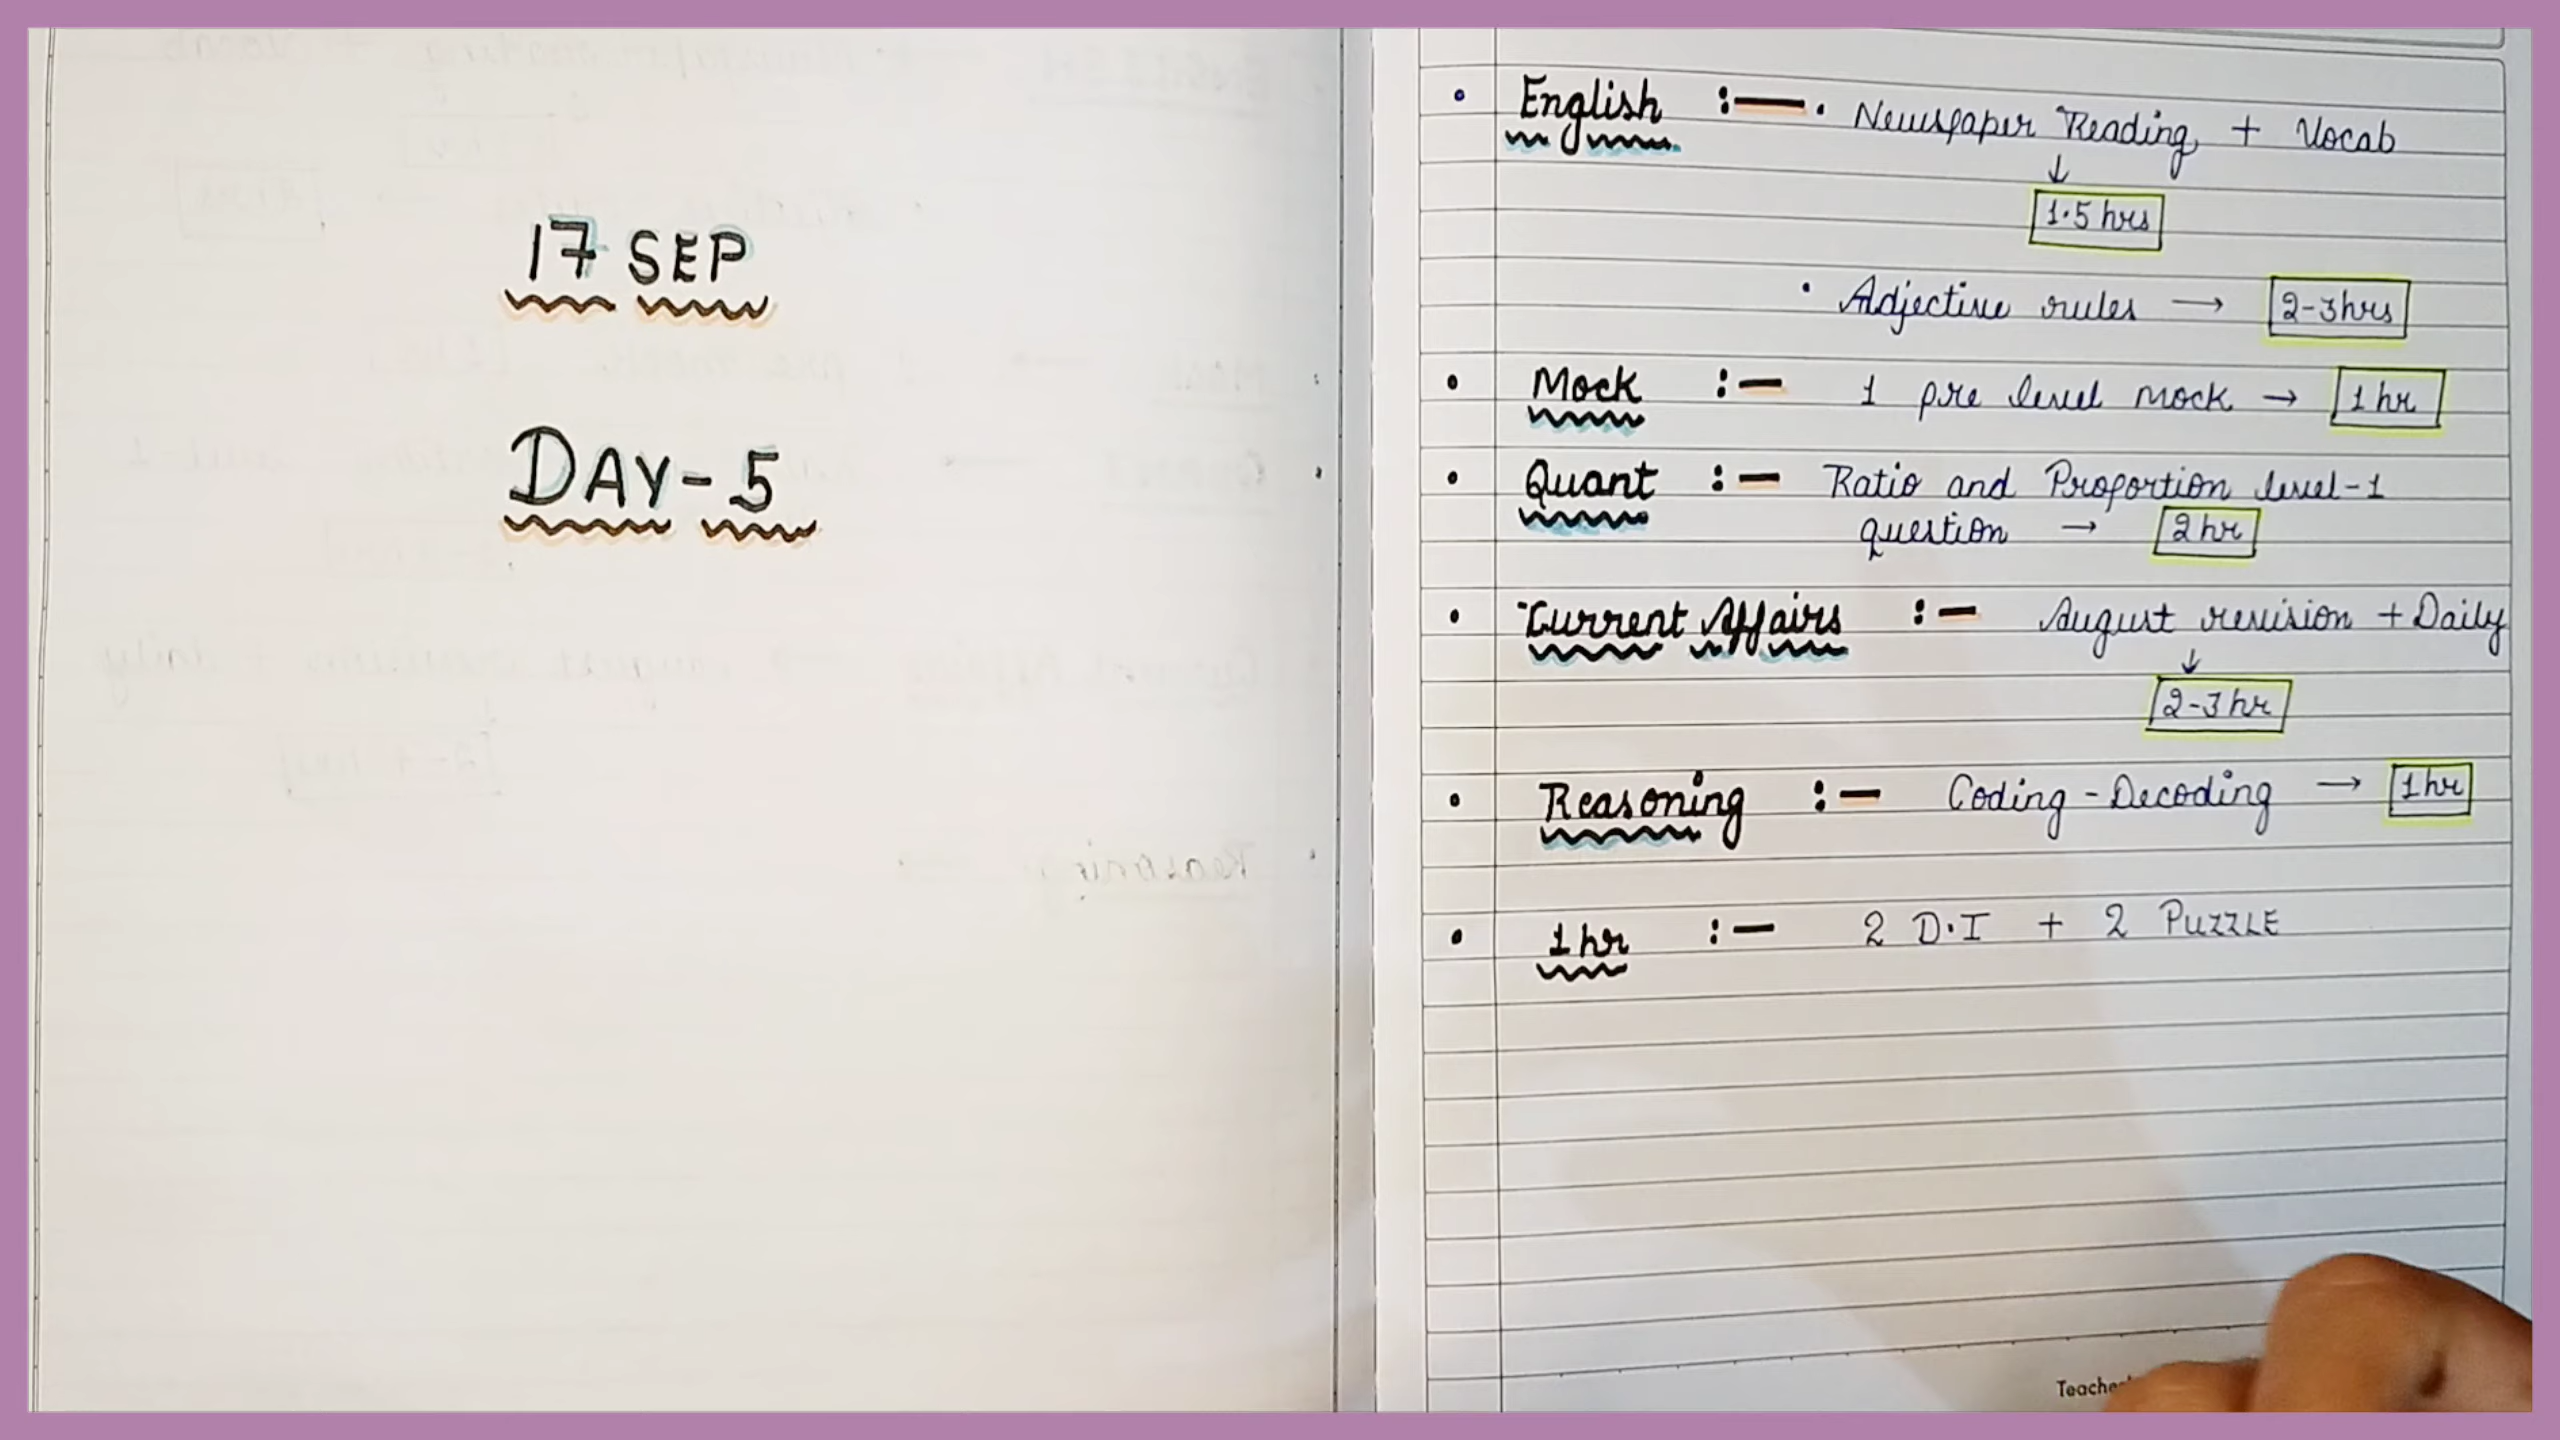 17 SEP
DAY-5
• English :— • Newspaper Reading + Vocab
↓
1.5 hrs
• Adjective rules → 2-3hrs
• Mock :— 1 pre level mock → 1 hr
• Quant :— Ratio and Proportion level-1
question → 2 hr
• Current Affairs :— August revision + Daily
↓
2-3 hr
• Reasoning :— Coding-Decoding → 1 hr
• 1 hr :— 2 D.I + 2 PUZZLE